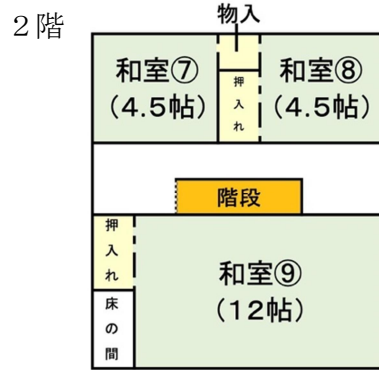 ２階
物入
和室⑦
（4.5帖）
押入れ
和室⑧
（4.5帖）
階段
押入れ
和室⑨
（12帖）
床の間